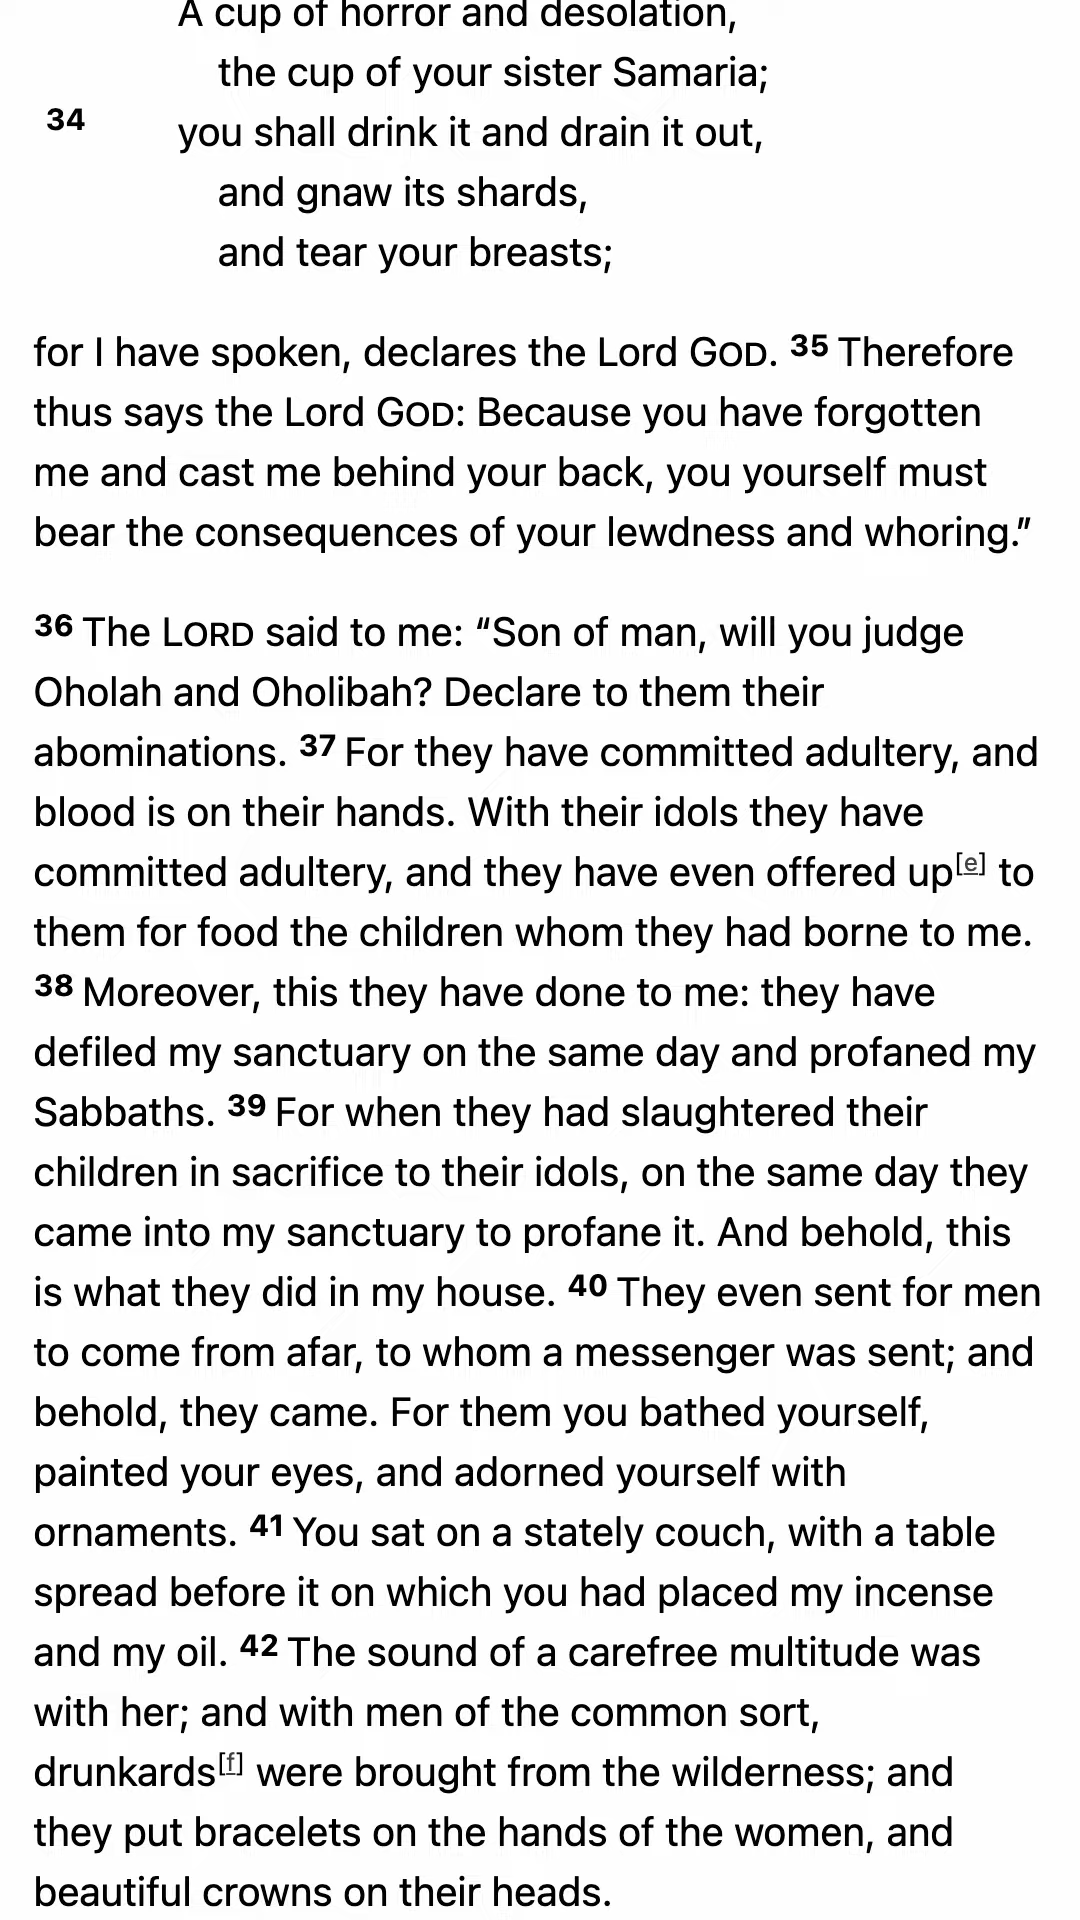 A cup of horror and desolation,
the cup of your sister Samaria;
34 you shall drink it and drain it out,
and gnaw its shards,
and tear your breasts;
for I have spoken, declares the Lord GOD. 35 Therefore
thus says the Lord GOD: Because you have forgotten
me and cast me behind your back, you yourself must
bear the consequences of your lewdness and whoring.”
36 The LORD said to me: “Son of man, will you judge
Oholah and Oholibah? Declare to them their
abominations. 37 For they have committed adultery, and
blood is on their hands. With their idols they have
committed adultery, and they have even offered up[e] to
them for food the children whom they had borne to me.
38 Moreover, this they have done to me: they have
defiled my sanctuary on the same day and profaned my
Sabbaths. 39 For when they had slaughtered their
children in sacrifice to their idols, on the same day they
came into my sanctuary to profane it. And behold, this
is what they did in my house. 40 They even sent for men
to come from afar, to whom a messenger was sent; and
behold, they came. For them you bathed yourself,
painted your eyes, and adorned yourself with
ornaments. 41 You sat on a stately couch, with a table
spread before it on which you had placed my incense
and my oil. 42 The sound of a carefree multitude was
with her; and with men of the common sort,
drunkards[f] were brought from the wilderness; and
they put bracelets on the hands of the women, and
beautiful crowns on their heads.